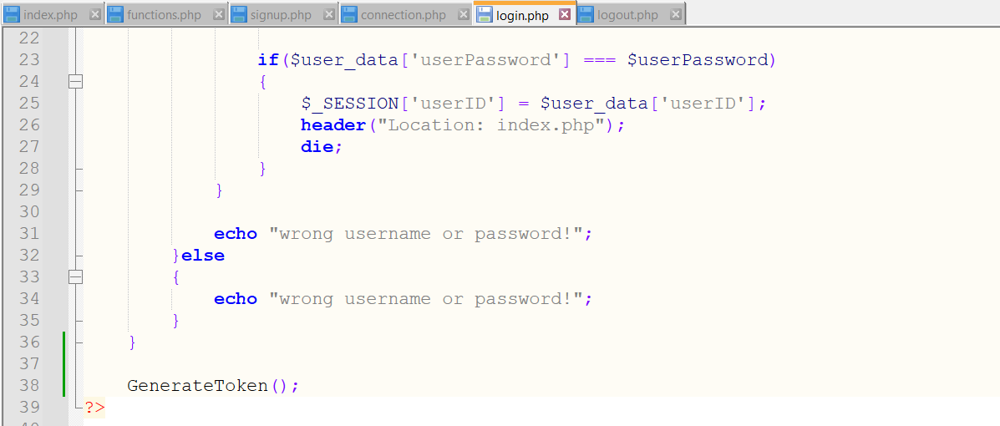 index.php functions.php signup.php connection.php login.php logout.php
22
23 if($user_data['userPassword'] === $userPassword)
24 {
25 $_SESSION['userID'] = $user_data['userID'];
26 header("Location: index.php");
27 die;
28 }
29 }
30
31 echo "wrong username or password!";
32 }else
33 {
34 echo "wrong username or password!";
35 }
36 }
37
38 GenerateToken();
39 ?>